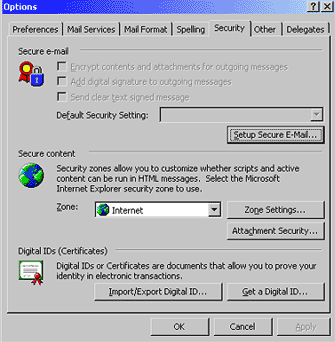 Options
Preferences Mail Services Mail Format Spelling Security Other Delegates
Secure e-mail
Encrypt contents and attachments for outgoing messages
Add digital signature to outgoing messages
Send clear text signed message
Default Security Setting:
Setup Secure E-Mail...
Secure content
Security zones allow you to customize whether scripts and active
content can be run in HTML messages. Select the Microsoft
Internet Explorer security zone to use.
Zone: Internet Zone Settings...
Attachment Security...
Digital IDs (Certificates)
Digital IDs or Certificates are documents that allow you to prove your
identity in electronic transactions.
Import/Export Digital ID... Get a Digital ID...
OK Cancel Apply